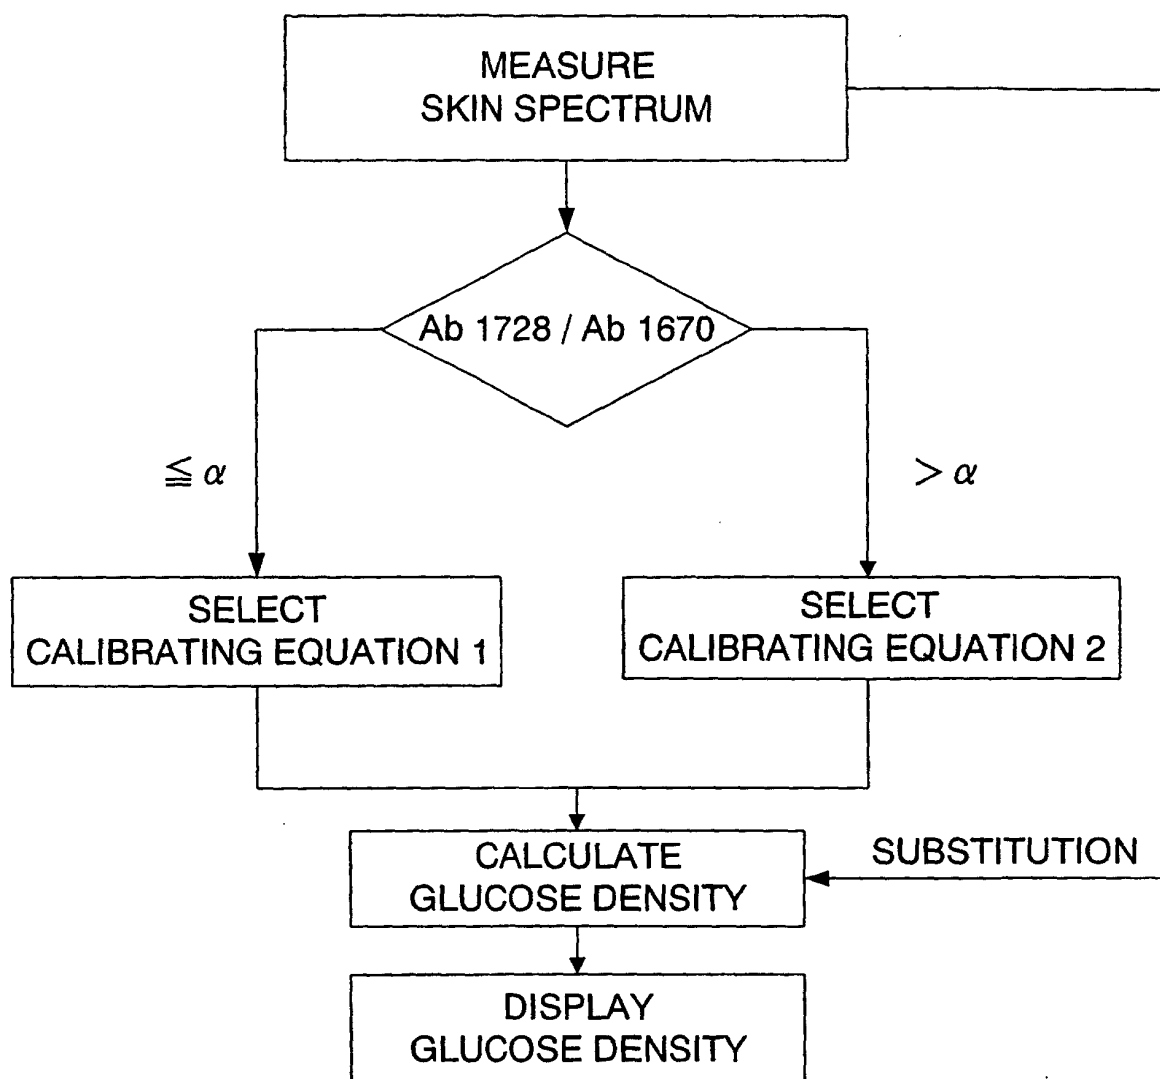 MEASURE
SKIN SPECTRUM
Ab 1728 / Ab 1670
≦ α
> α
SELECT
CALIBRATING EQUATION 1
SELECT
CALIBRATING EQUATION 2
CALCULATE
GLUCOSE DENSITY
SUBSTITUTION
DISPLAY
GLUCOSE DENSITY